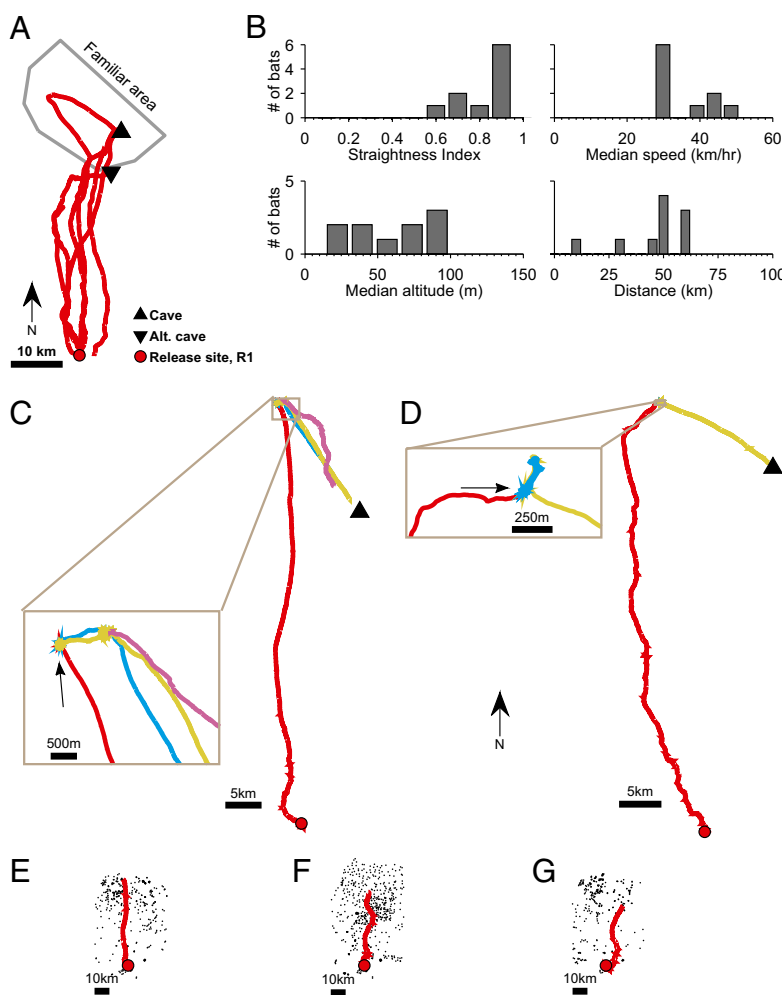 A
Familiar area
N
10 km
Cave
Alt. cave
Release site, R1
B
# of bats
6
4
2
0
0
0.2
0.4
0.6
0.8
1
Straightness Index
0
20
40
60
Median speed (km/hr)
# of bats
5
0
0
50
100
150
Median altitude (m)
0
25
50
75
100
Distance (km)
C
500m
5km
D
250m
N
5km
E
10km
F
10km
G
10km